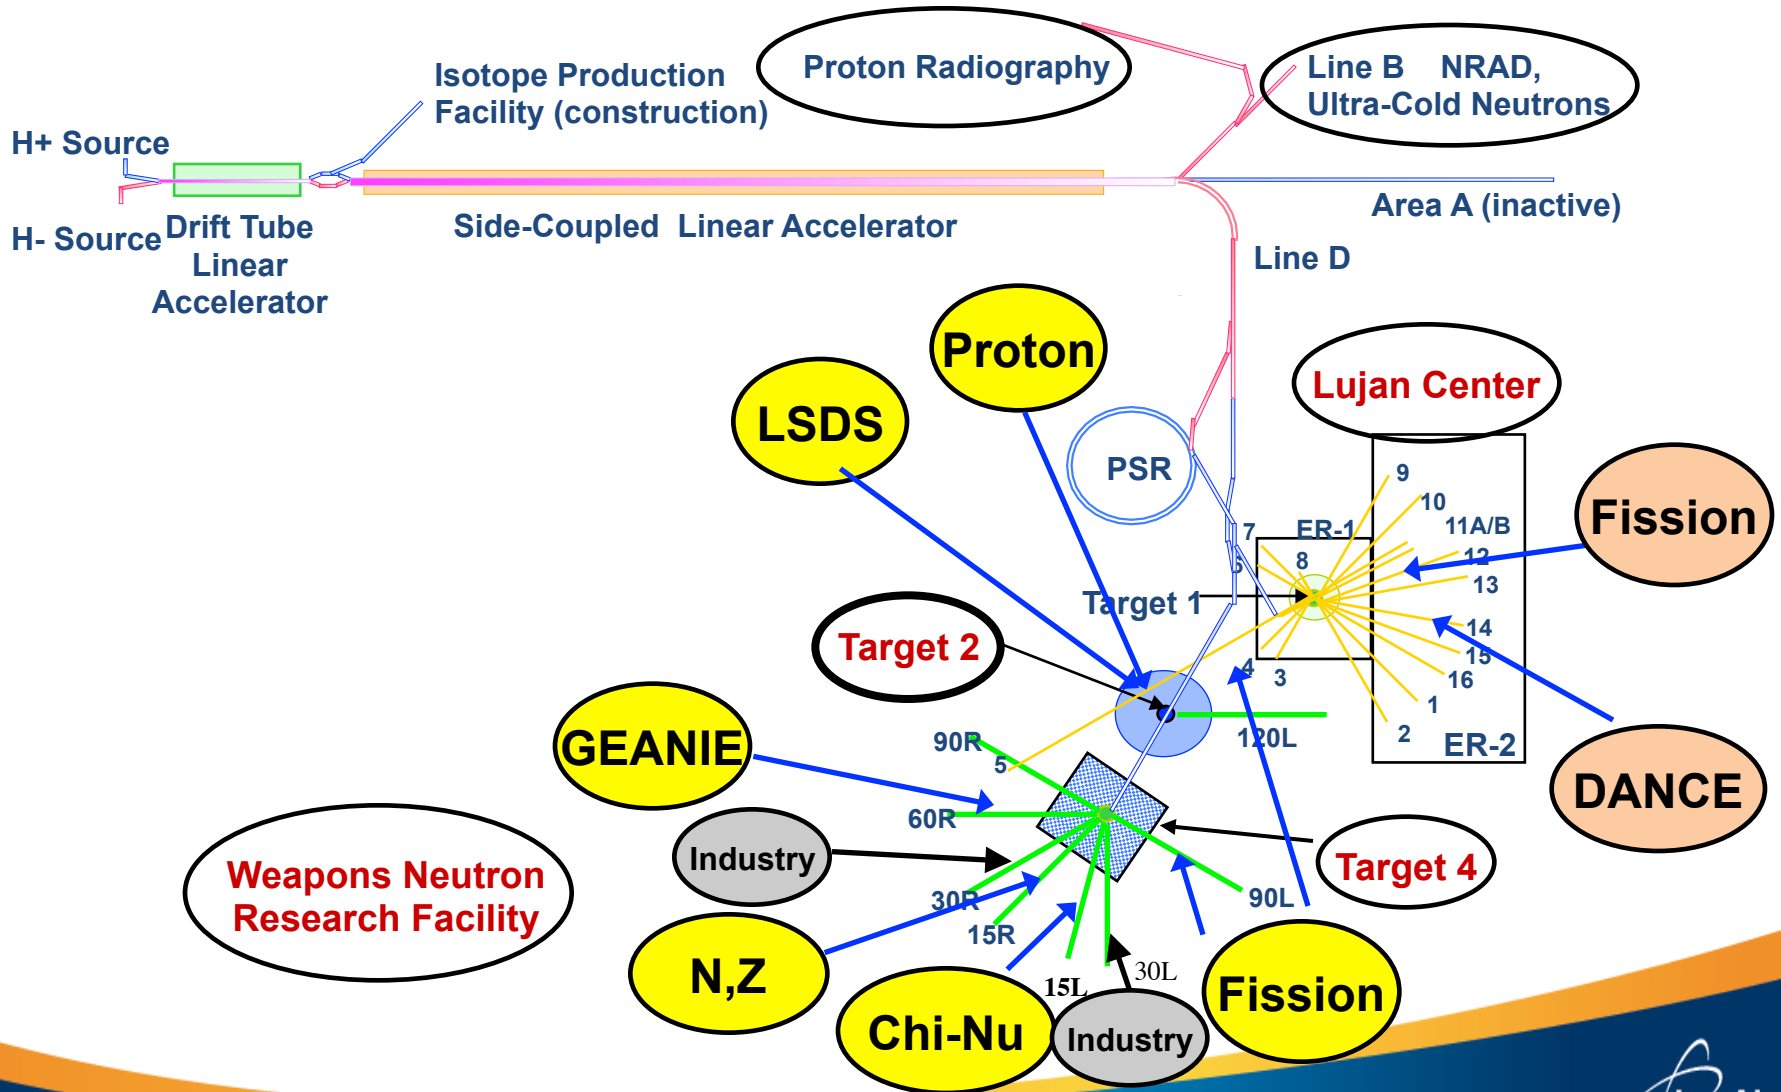 Proton Radiography
Line B NRAD,
Ultra-Cold Neutrons
Isotope Production
Facility (construction)
H+ Source
H- Source
Drift Tube
Linear
Accelerator
Side-Coupled Linear Accelerator
Area A (inactive)
Line D
Proton
LSDS
Lujan Center
PSR
9
10
11A/B
12
13
Fission
7
ER-1
8
6
Target 1
14
15
16
1
2
ER-2
4
3
Target 2
120L
DANCE
GEANIE
90R
5
60R
Industry
Target 4
Weapons Neutron
Research Facility
30R
15R
90L
N,Z
15L
30L
Chi-Nu
Industry
Fission